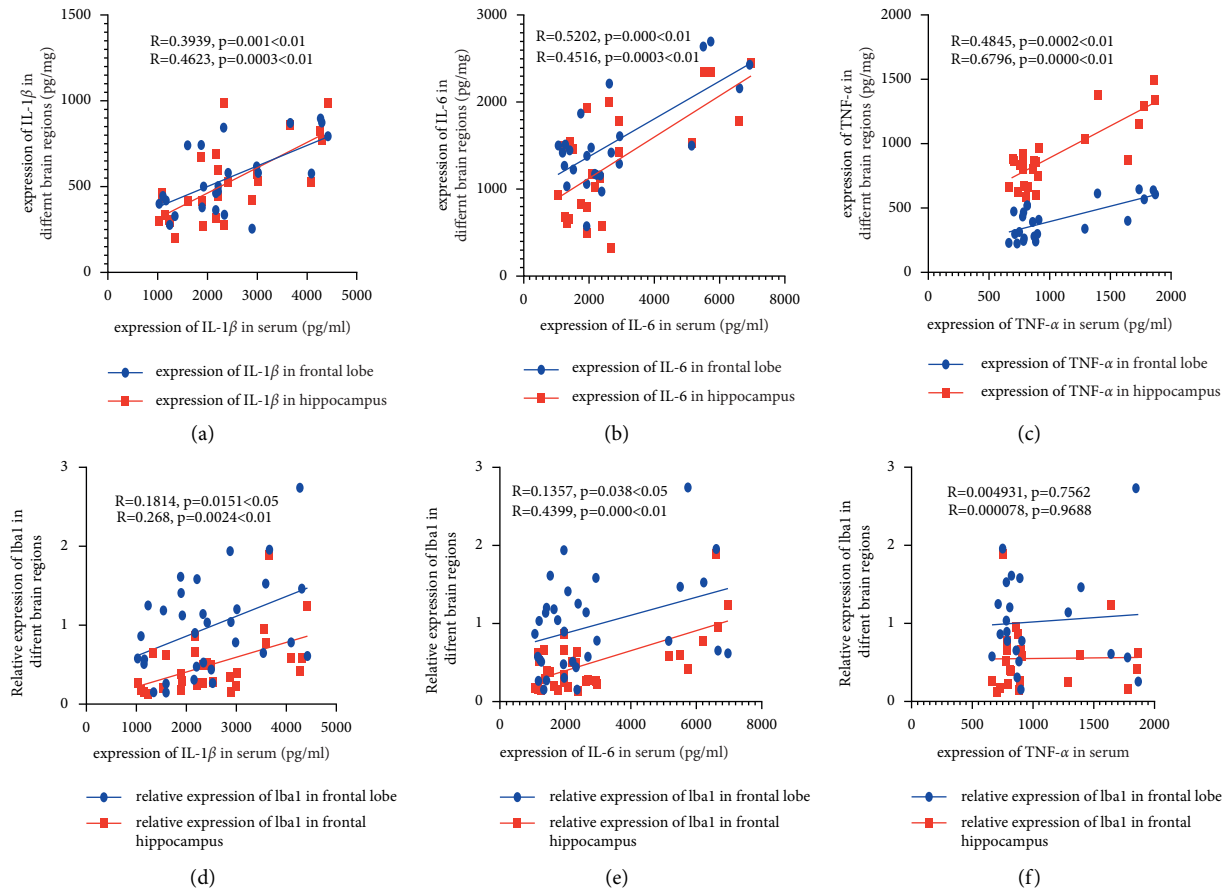 expression of IL-1β in
differnt brain regions (pg/mg)
1500
1000
500
0
R=0.3939, p=0.001<0.01
R=0.4623, p=0.0003<0.01
0
1000
2000
3000
4000
5000
expression of IL-1β in serum (pg/ml)
expression of IL-1β in frontal lobe
expression of IL-1β in hippocampus
(a)
expression of IL-6 in
differnt brain regions (pg/mg)
3000
2000
1000
0
R=0.5202, p=0.000<0.01
R=0.4516, p=0.0003<0.01
0
2000
4000
6000
8000
expression of IL-6 in serum (pg/ml)
expression of IL-6 in frontal lobe
expression of IL-6 in hippocampus
(b)
expression of TNF-α in
differnt brain regions (pg/mg)
2000
1500
1000
500
0
R=0.4845, p=0.0002<0.01
R=0.6796, p=0.0000<0.01
0
500
1000
1500
2000
expression of TNF-α in serum (pg/ml)
expression of TNF-α in frontal lobe
expression of TNF-α in hippocampus
(c)
Relative expression of lba1 in
difrent brain regions
3
2
1
0
R=0.1814, p=0.0151<0.05
R=0.268, p=0.0024<0.01
0
1000
2000
3000
4000
5000
expression of IL-1β in serum (pg/ml)
relative expression of lba1 in frontal lobe
relative expression of lba1 in frontal
hippocampus
(d)
Relative expression of lba1 in
difrent brain regions
3
2
1
0
R=0.1357, p=0.038<0.05
R=0.4399, p=0.000<0.01
0
2000
4000
6000
8000
expression of IL-6 in serum (pg/ml)
relative expression of lba1 in frontal lobe
relative expression of lba1 in frontal
hippocampus
(e)
Relative expression of lba1 in
difrent brain regions
3
2
1
0
R=0.004931, p=0.7562
R=0.000078, p=0.9688
0
500
1000
1500
2000
expression of TNF-α in serum
relative expression of lba1 in frontal lobe
relative expression of lba1 in frontal
hippocampus
(f)